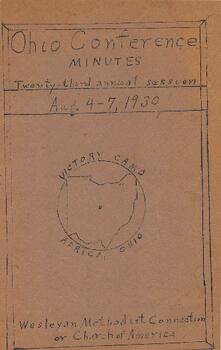 Ohio Conference
MINUTES
Twenty-third annual session
Aug. 4-7, 1930
VICTORY CAMP
AFRICA, OHIO
Wesleyan Methodist Connection
or Church of America